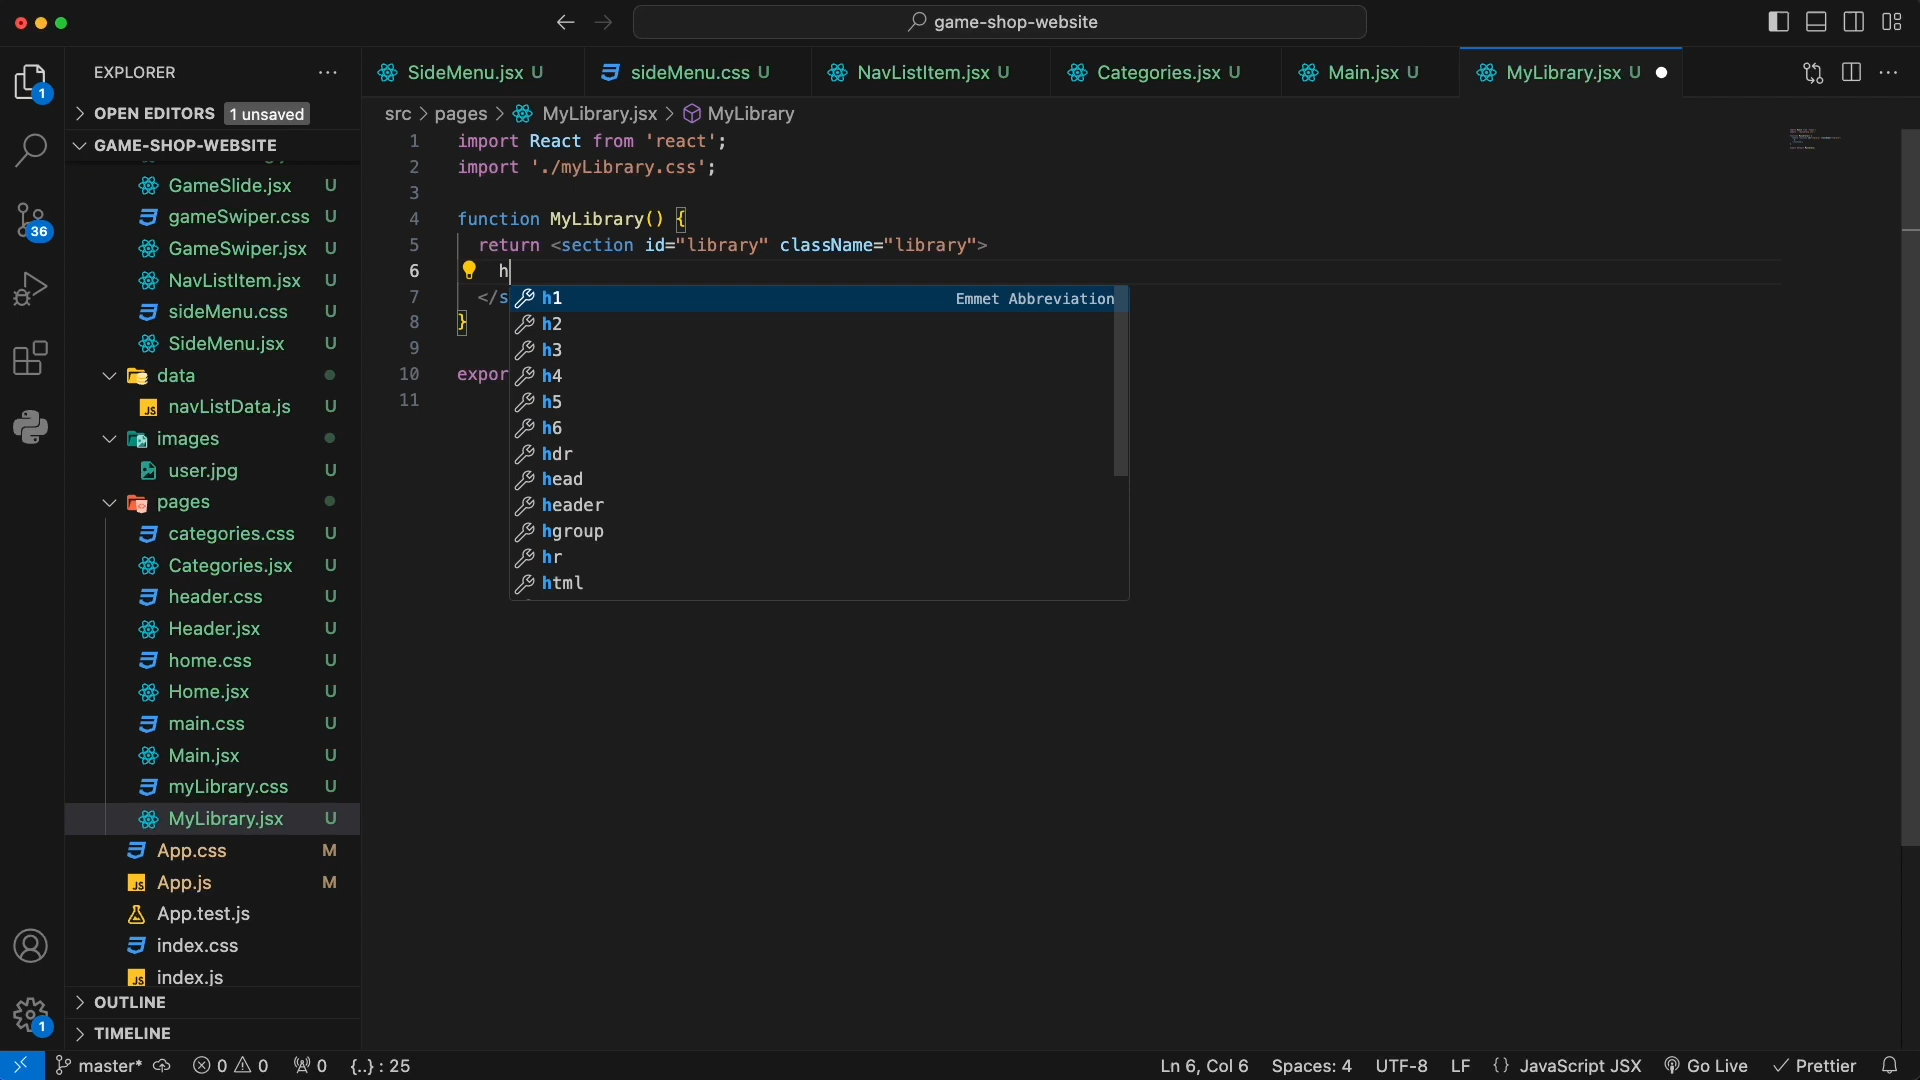 game-shop-website
EXPLORER
OPEN EDITORS 1 unsaved
GAME-SHOP-WEBSITE
GameSlide.jsx U
gameSwiper.css U
GameSwiper.jsx U
NavListItem.jsx U
sideMenu.css U
SideMenu.jsx U
data
navListData.js U
images
user.jpg U
pages
categories.css U
Categories.jsx U
header.css U
Header.jsx U
home.css U
Home.jsx U
main.css U
Main.jsx U
myLibrary.css U
MyLibrary.jsx U
App.css M
App.js M
App.test.js
index.css
index.js
OUTLINE
TIMELINE
1
36
1
SideMenu.jsx U sideMenu.css U NavListItem.jsx U Categories.jsx U Main.jsx U MyLibrary.jsx U
src > pages > MyLibrary.jsx > MyLibrary
1 import React from 'react';
2 import './myLibrary.css';
3
4 function MyLibrary() {
5 return <section id="library" className="library">
6 h
7 </s
8 }
9
10 expor
11
h1 Emmet Abbreviation
h2
h3
h4
h5
h6
hdr
head
header
hgroup
hr
html
master* 0 0 0 {..} : 25 Ln 6, Col 6 Spaces: 4 UTF-8 LF {} JavaScript JSX Go Live Prettier